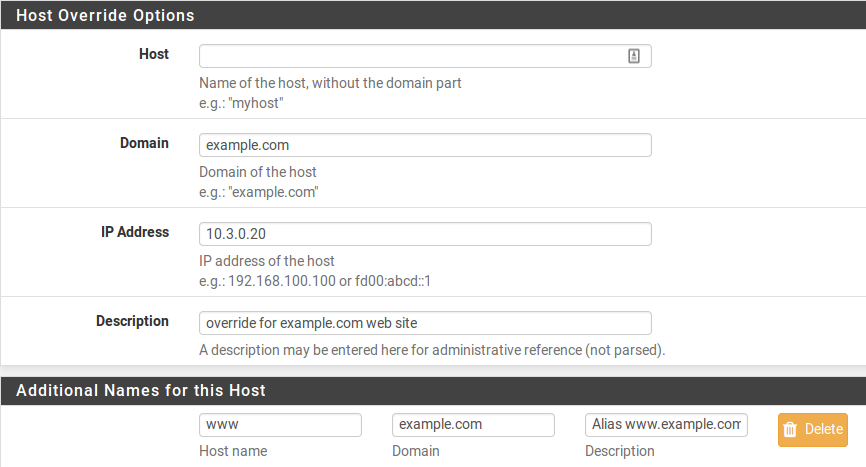 Host Override Options
Host
Name of the host, without the domain part
e.g.: "myhost"
Domain
example.com
Domain of the host
e.g.: "example.com"
IP Address
10.3.0.20
IP address of the host
e.g.: 192.168.100.100 or fd00:abcd::1
Description
override for example.com web site
A description may be entered here for administrative reference (not parsed).
Additional Names for this Host
www example.com Alias www.example.com Delete
Host name Domain Description